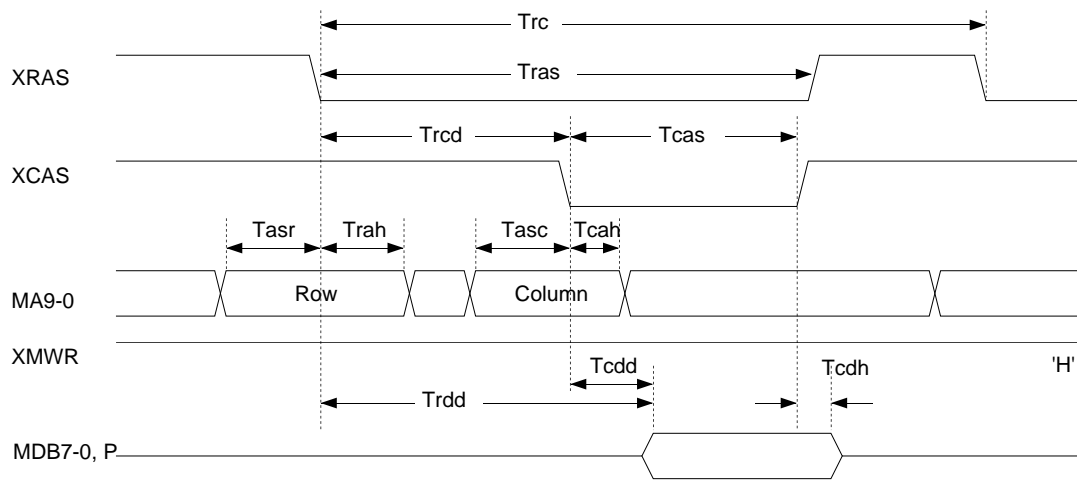 Trc
XRAS
Tras
Trcd
Tcas
XCAS
Tasr
Trah
Tasc
Tcah
MA9-0
Row
Column
XMWR
'H'
Tcdd
Tcdh
Trdd
MDB7-0, P